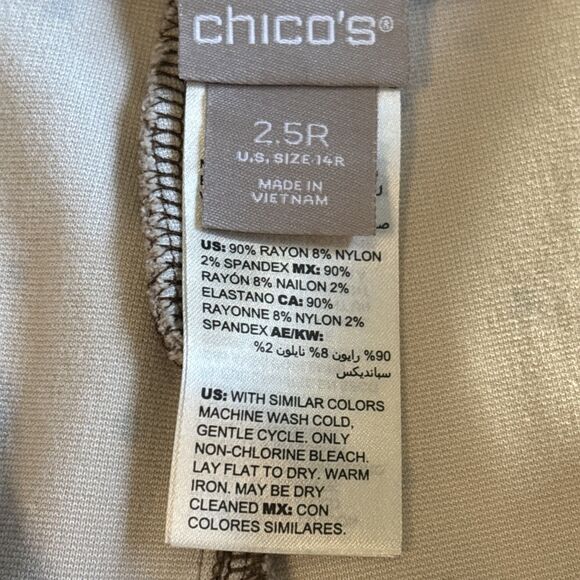 chico's®
2.5R
U.S. SIZE 14R
MADE IN
VIETNAM
US: 90% RAYON 8% NYLON
2% SPANDEX MX: 90%
RAYÓN 8% NAILON 2%
ELASTANO CA: 90%
RAYONNE 8% NYLON 2%
SPANDEX AE/KW:
90% رايون 8% نايلون 2%
سبانديكس
US: WITH SIMILAR COLORS
MACHINE WASH COLD,
GENTLE CYCLE. ONLY
NON-CHLORINE BLEACH.
LAY FLAT TO DRY. WARM
IRON. MAY BE DRY
CLEANED MX: CON
COLORES SIMILARES.